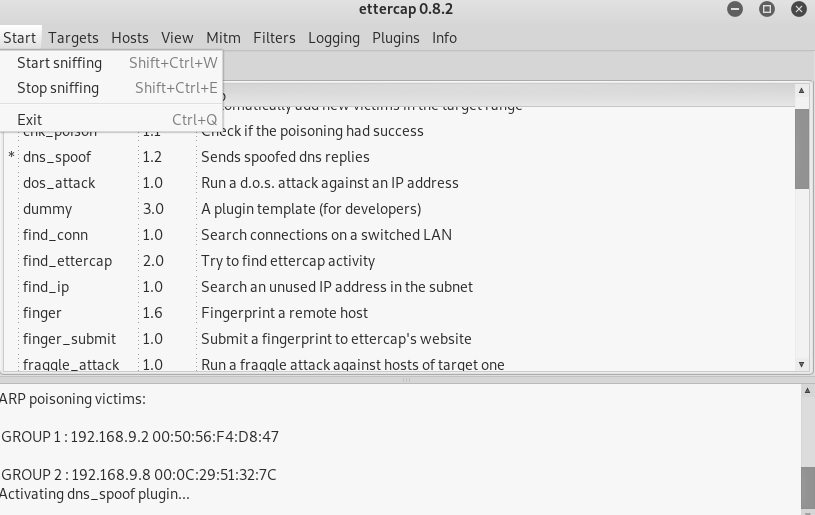 ettercap 0.8.2
Start Targets Hosts View Mitm Filters Logging Plugins Info
Start sniffing Shift+Ctrl+W
Stop sniffing Shift+Ctrl+E
Exit Ctrl+Q
add new victims in the target range
chk_poison 1.1 Check if the poisoning had success
* dns_spoof 1.2 Sends spoofed dns replies
dos_attack 1.0 Run a d.o.s. attack against an IP address
dummy 3.0 A plugin template (for developers)
find_conn 1.0 Search connections on a switched LAN
find_ettercap 2.0 Try to find ettercap activity
find_ip 1.0 Search an unused IP address in the subnet
finger 1.6 Fingerprint a remote host
finger_submit 1.0 Submit a fingerprint to ettercap's website
fraggle_attack 1.0 Run a fraggle attack against hosts of target one
ARP poisoning victims:
GROUP 1 : 192.168.9.2 00:50:56:F4:D8:47
GROUP 2 : 192.168.9.8 00:0C:29:51:32:7C
Activating dns_spoof plugin...